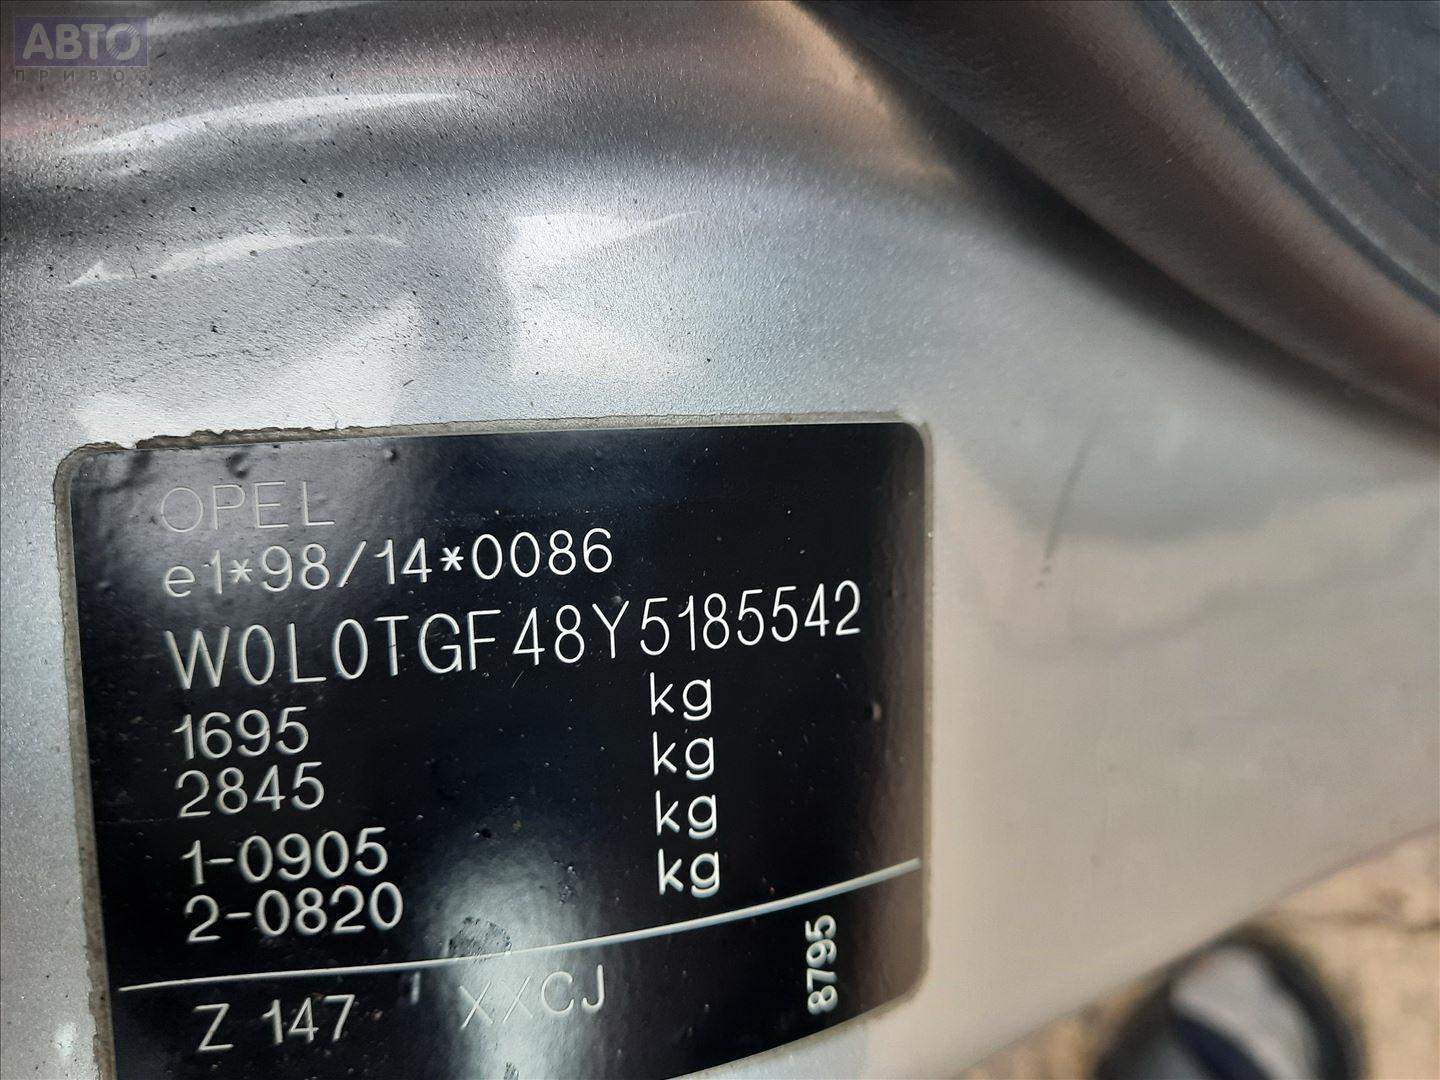 АВТО
ПРИВОЗ
OPEL
e1*98/14*0086
W0L0TGF48Y5185542
1695 kg
2845 kg
1-0905 kg
2-0820 kg
Z 147 XXCJ
8795